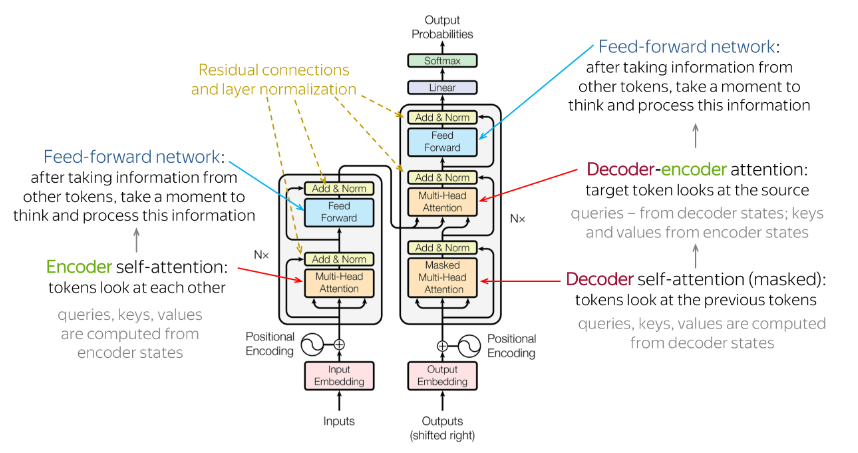 Output
Probabilities
Softmax
Linear
Add & Norm
Feed
Forward
Add & Norm
Multi-Head
Attention
Add & Norm
Masked
Multi-Head
Attention
Nx
Positional
Encoding
Output
Embedding
Outputs
(shifted right)
Residual connections
and layer normalization
Add & Norm
Feed
Forward
Add & Norm
Multi-Head
Attention
Nx
Positional
Encoding
Input
Embedding
Inputs
Feed-forward network:
after taking information from
other tokens, take a moment to
think and process this information
Encoder self-attention:
tokens look at each other
queries, keys, values
are computed from
encoder states
Feed-forward network:
after taking information from
other tokens, take a moment to
think and process this information
Decoder-encoder attention:
target token looks at the source
queries – from decoder states; keys
and values from encoder states
Decoder self-attention (masked):
tokens look at the previous tokens
queries, keys, values are computed
from decoder states